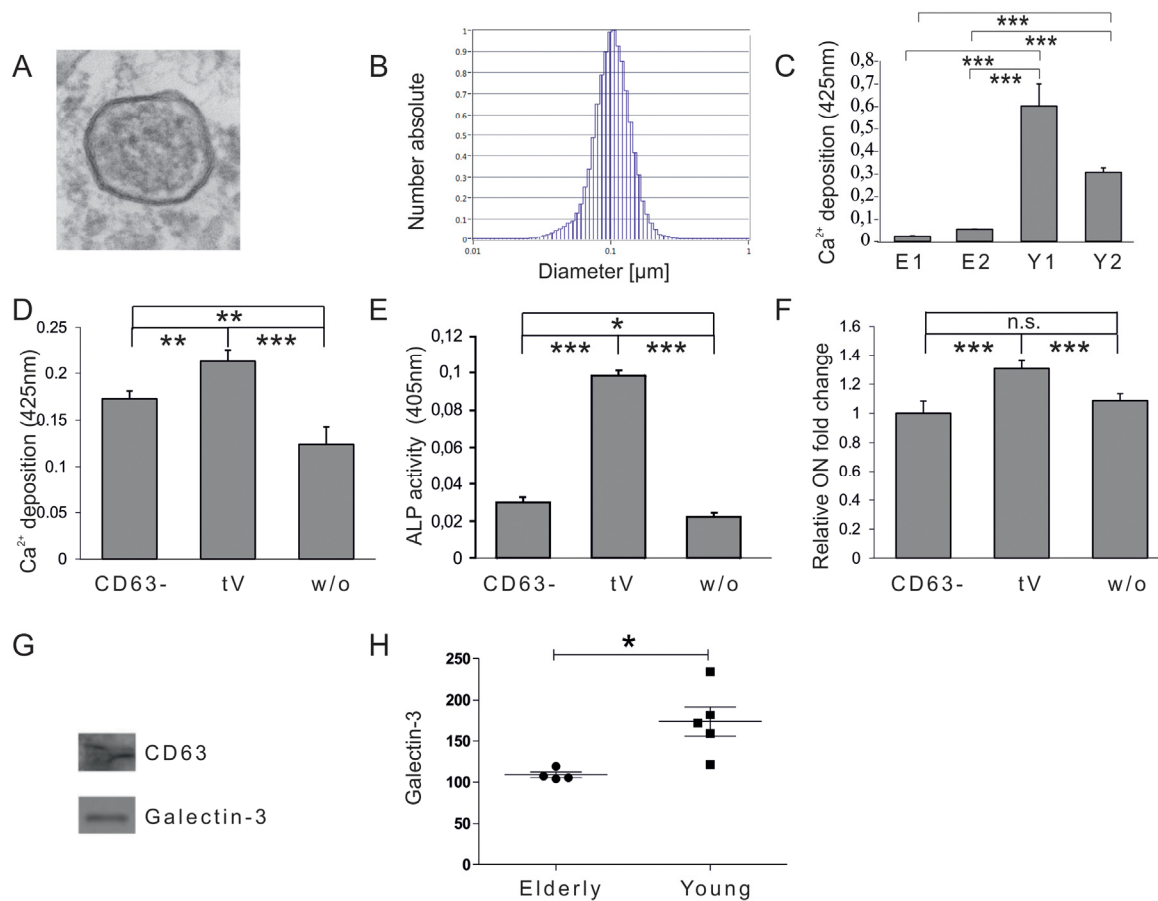 A
B
Number absolute
1
0.9
0.8
0.7
0.6
0.5
0.4
0.3
0.2
0.1
0
0.01
0.1
1
Diameter [µm]
C
Ca2+ deposition (425nm)
***
***
***
***
0,8
0,7
0,6
0,5
0,4
0,3
0,2
0,1
0
E1 E2 Y1 Y2
D
Ca2+ deposition (425nm)
**
** ***
0.25
0.2
0.15
0.1
0.05
0
CD63- tV w/o
E
ALP activity (405nm)
*
*** ***
0,12
0,1
0,08
0,06
0,04
0,02
0
CD63- tV w/o
F
Relative ON fold change
n.s.
*** ***
1.6
1.4
1.2
1
0.8
0.6
0.4
0.2
0
CD63- tV w/o
G
CD63
Galectin-3
H
Galectin-3
*
250
200
150
100
50
0
Elderly Young